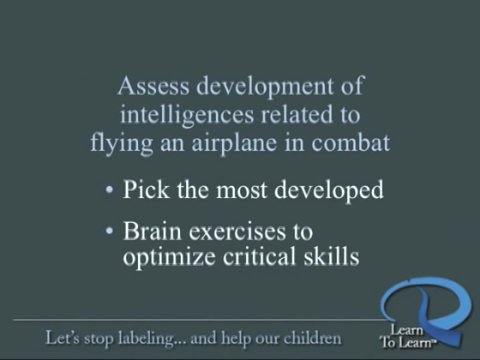 Assess development of
intelligences related to
flying an airplane in combat
• Pick the most developed
• Brain exercises to
optimize critical skills
Let's stop labeling... and help our children
Learn
To Learn™